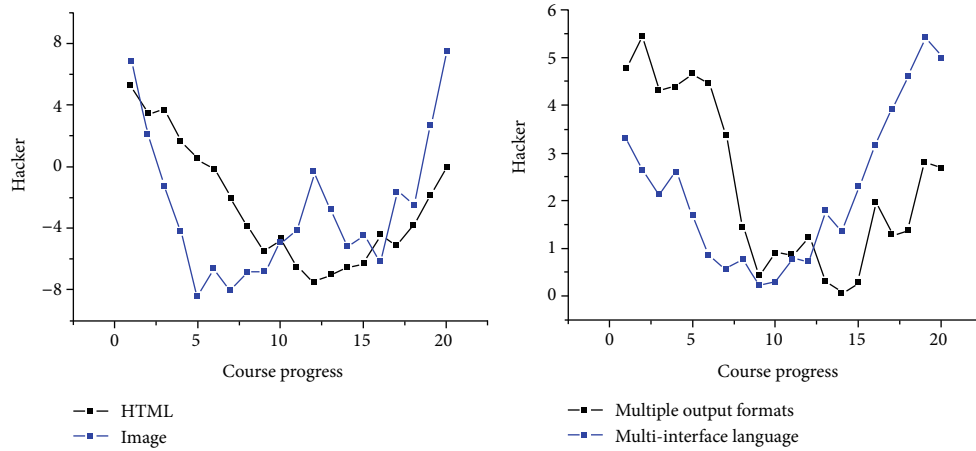 8
4
0
−4
−8
Hacker
0
5
10
15
20
Course progress
HTML
Image
6
5
4
3
2
1
0
Hacker
0
5
10
15
20
Course progress
Multiple output formats
Multi-interface language